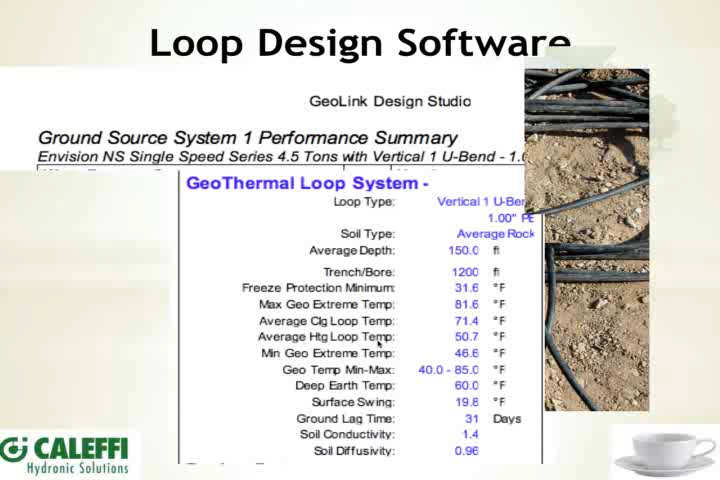 Loop Design Software
GeoLink Design Studio
Ground Source System 1 Performance Summary
Envision NS Single Speed Series 4.5 Tons with Vertical 1 U-Bend - 1.0
GeoThermal Loop System -
Loop Type: Vertical 1 U-Ben
1.00" PE
Soil Type: Average Rock
Average Depth: 150.0 ft
Trench/Bore: 1200 ft
Freeze Protection Minimum: 31.6 °F
Max Geo Extreme Temp: 81.6 °F
Average Clg Loop Temp: 71.4 °F
Average Htg Loop Temp: 50.7 °F
Min Geo Extreme Temp: 46.6 °F
Geo Temp Min-Max: 40.0 - 85.0 °F
Deep Earth Temp: 60.0 °F
Surface Swing: 19.8 °F
Ground Lag Time: 31 Days
Soil Conductivity: 1.4
Soil Diffusivity: 0.96
CALEFFI
Hydronic Solutions